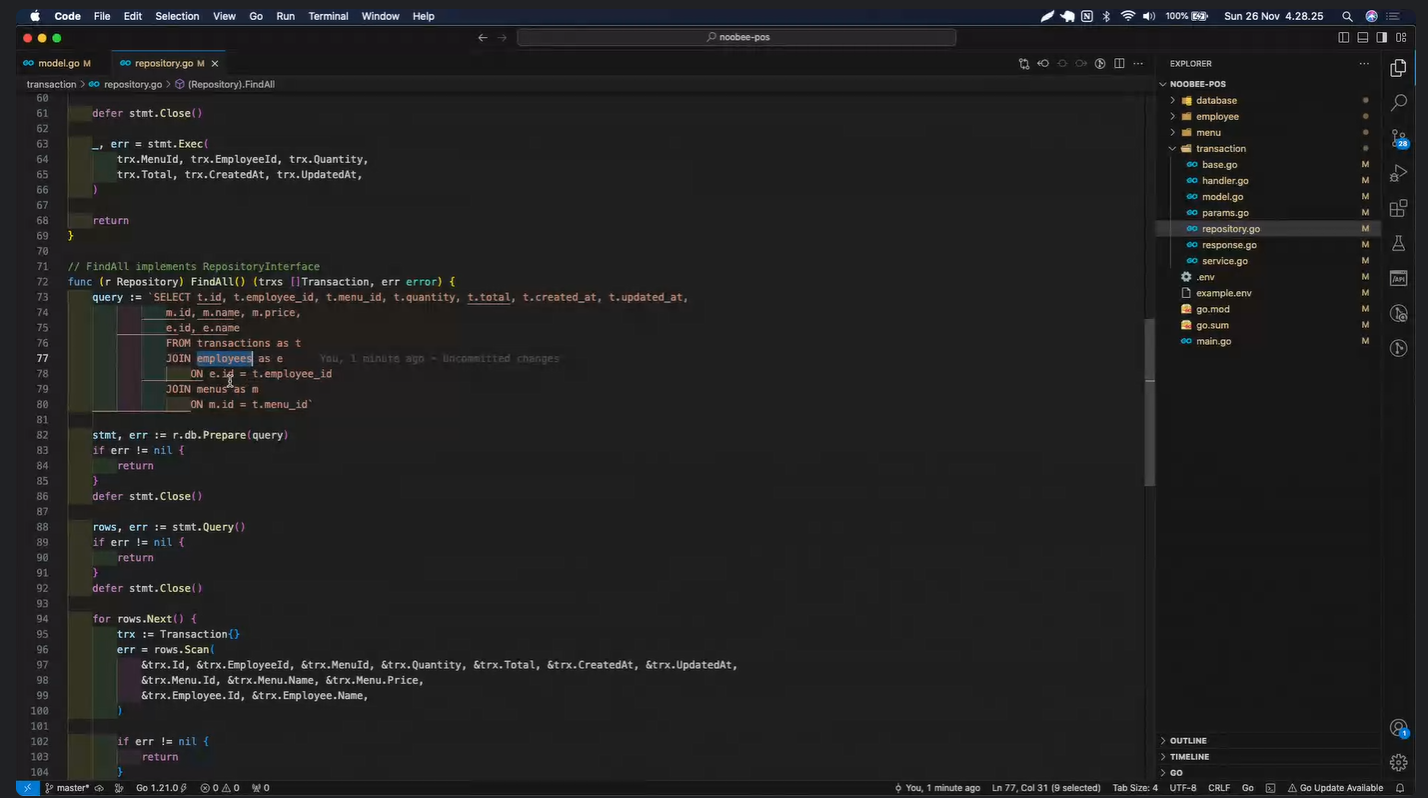 Code File Edit Selection View Go Run Terminal Window Help 100% Sun 26 Nov 4.28.25
noobee-pos
model.go M repository.go M
transaction > repository.go > (Repository).FindAll
60
61 defer stmt.Close()
62
63 _, err = stmt.Exec(
64 trx.MenuId, trx.EmployeeId, trx.Quantity,
65 trx.Total, trx.CreatedAt, trx.UpdatedAt,
66 )
67
68 return
69 }
70
71 // FindAll implements RepositoryInterface
72 func (r Repository) FindAll() (trxs []Transaction, err error) {
73 query := `SELECT t.id, t.employee_id, t.menu_id, t.quantity, t.total, t.created_at, t.updated_at,
74 m.id, m.name, m.price,
75 e.id, e.name
76 FROM transactions as t
77 JOIN employees as e You, 1 minute ago • Uncommitted changes
78 ON e.id = t.employee_id
79 JOIN menus as m
80 ON m.id = t.menu_id`
81
82 stmt, err := r.db.Prepare(query)
83 if err != nil {
84 return
85 }
86 defer stmt.Close()
87
88 rows, err := stmt.Query()
89 if err != nil {
90 return
91 }
92 defer stmt.Close()
93
94 for rows.Next() {
95 trx := Transaction{}
96 err = rows.Scan(
97 &trx.Id, &trx.EmployeeId, &trx.MenuId, &trx.Quantity, &trx.Total, &trx.CreatedAt, &trx.UpdatedAt,
98 &trx.Menu.Id, &trx.Menu.Name, &trx.Menu.Price,
99 &trx.Employee.Id, &trx.Employee.Name,
100 )
101
102 if err != nil {
103 return
104 }
EXPLORER
NOOBEE-POS
database
employee
menu
transaction
base.go M
handler.go M
model.go M
params.go M
repository.go M
response.go M
service.go M
.env M
example.env M
go.mod M
go.sum M
main.go M
OUTLINE
TIMELINE
GO
28
1
master* Go 1.21.0 0 0 0 You, 1 minute ago Ln 77, Col 31 (9 selected) Tab Size: 4 UTF-8 CRLF Go Go Update Available